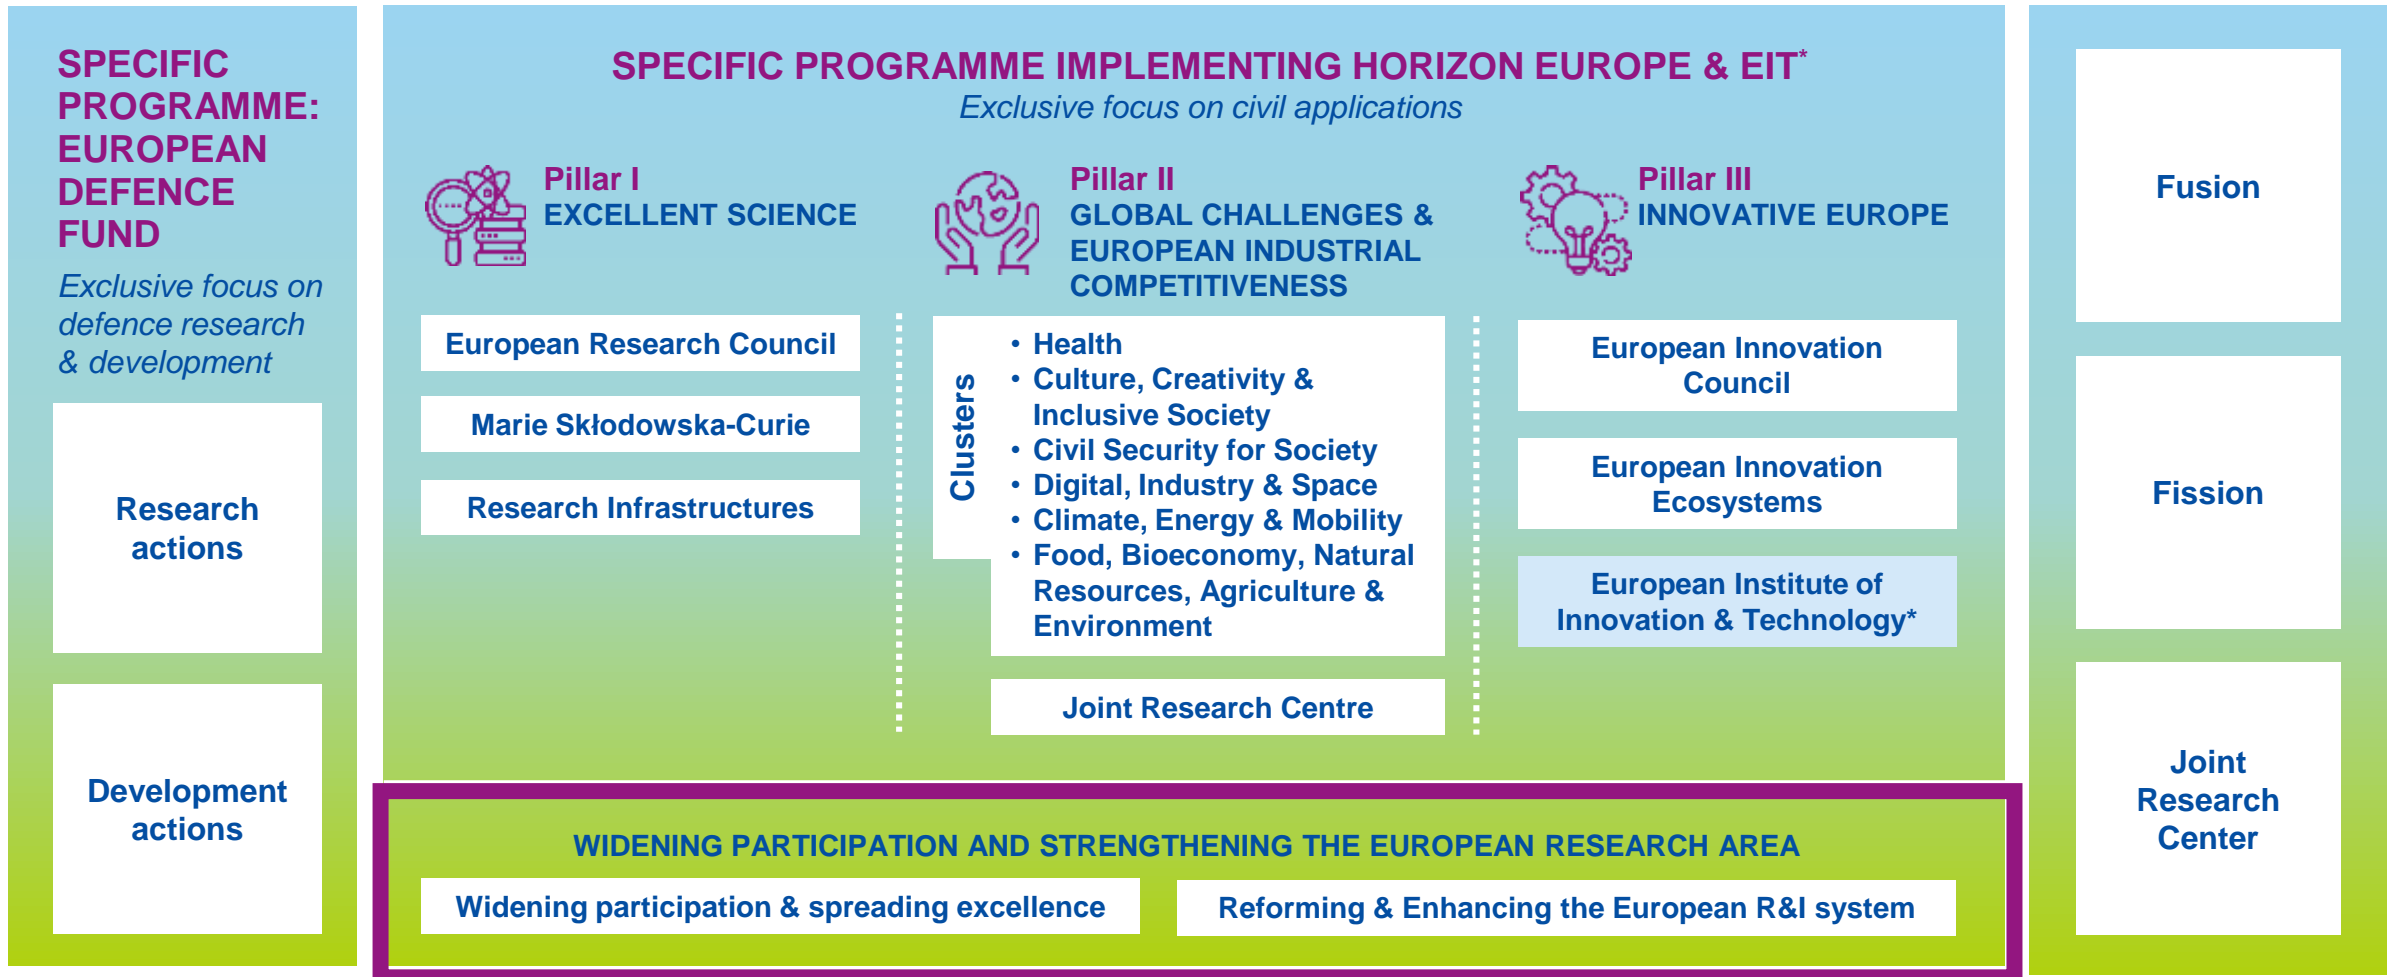 SPECIFIC
PROGRAMME:
EUROPEAN
DEFENCE
FUND
Exclusive focus on
defence research
& development
Research
actions
Development
actions
SPECIFIC PROGRAMME IMPLEMENTING HORIZON EUROPE & EIT*
Exclusive focus on civil applications
Pillar I
EXCELLENT SCIENCE
European Research Council
Marie Skłodowska-Curie
Research Infrastructures
Pillar II
GLOBAL CHALLENGES &
EUROPEAN INDUSTRIAL
COMPETITIVENESS
Clusters
• Health
• Culture, Creativity &
Inclusive Society
• Civil Security for Society
• Digital, Industry & Space
• Climate, Energy & Mobility
• Food, Bioeconomy, Natural
Resources, Agriculture &
Environment
Joint Research Centre
Pillar III
INNOVATIVE EUROPE
European Innovation
Council
European Innovation
Ecosystems
European Institute of
Innovation & Technology*
WIDENING PARTICIPATION AND STRENGTHENING THE EUROPEAN RESEARCH AREA
Widening participation & spreading excellence
Reforming & Enhancing the European R&I system
Fusion
Fission
Joint
Research
Center